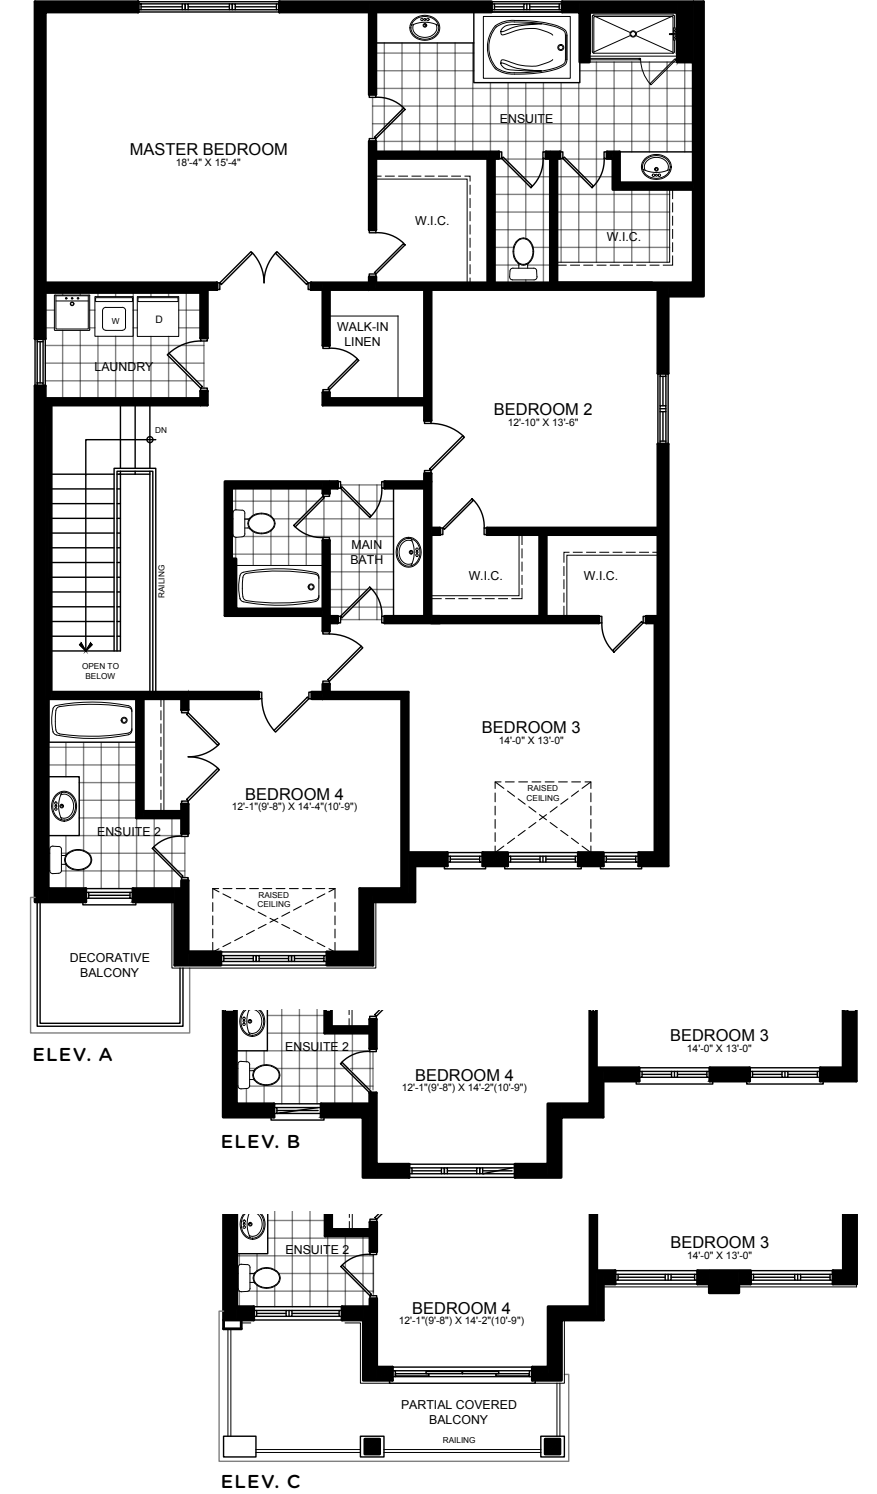 ENSUITE
MASTER BEDROOM
18'-4" X 15'-4"
W.I.C.
W.I.C.
W
D
LAUNDRY
WALK-IN
LINEN
BEDROOM 2
12'-10" X 13'-6"
DN
MAIN
BATH
RAILING
W.I.C.
W.I.C.
OPEN TO
BELOW
BEDROOM 3
14'-0" X 13'-0"
RAISED
CEILING
BEDROOM 4
12'-1"(9'-8") X 14'-4"(10'-9")
ENSUITE 2
RAISED
CEILING
DECORATIVE
BALCONY
ELEV. A
ENSUITE 2
BEDROOM 3
14'-0" X 13'-0"
BEDROOM 4
12'-1"(9'-8") X 14'-2"(10'-9")
ELEV. B
ENSUITE 2
BEDROOM 3
14'-0" X 13'-0"
BEDROOM 4
12'-1"(9'-8") X 14'-2"(10'-9")
PARTIAL COVERED
BALCONY
RAILING
ELEV. C